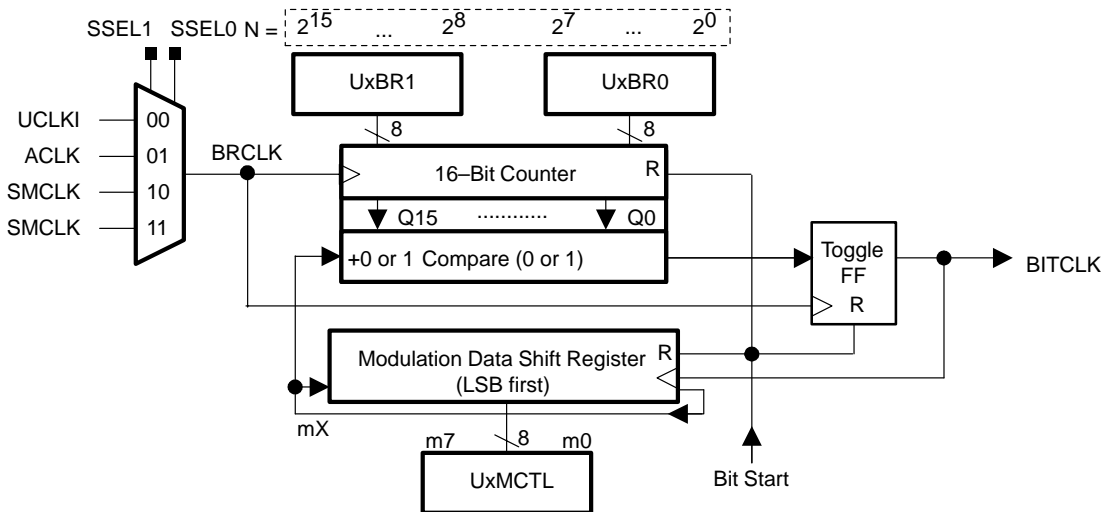 SSEL1 SSEL0 N = 2^15 ... 2^8 2^7 ... 2^0
UxBR1 UxBR0
8 8
UCLKI 00
ACLK 01
SMCLK 10
SMCLK 11
BRCLK
16–Bit Counter R
Q15 ............ Q0
+0 or 1 Compare (0 or 1)
Toggle
FF
R
BITCLK
Modulation Data Shift Register R
(LSB first)
mX
m7 8 m0
UxMCTL
Bit Start